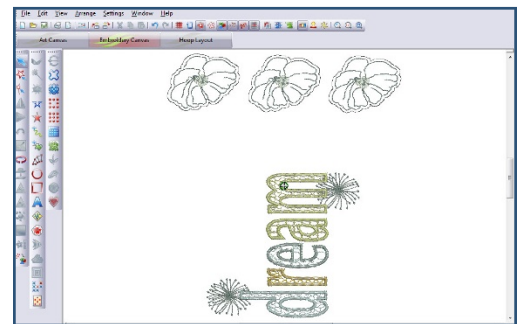 File Edit View Arrange Settings Window Help
Art Canvas Embroidery Canvas Hoop Layout
dream